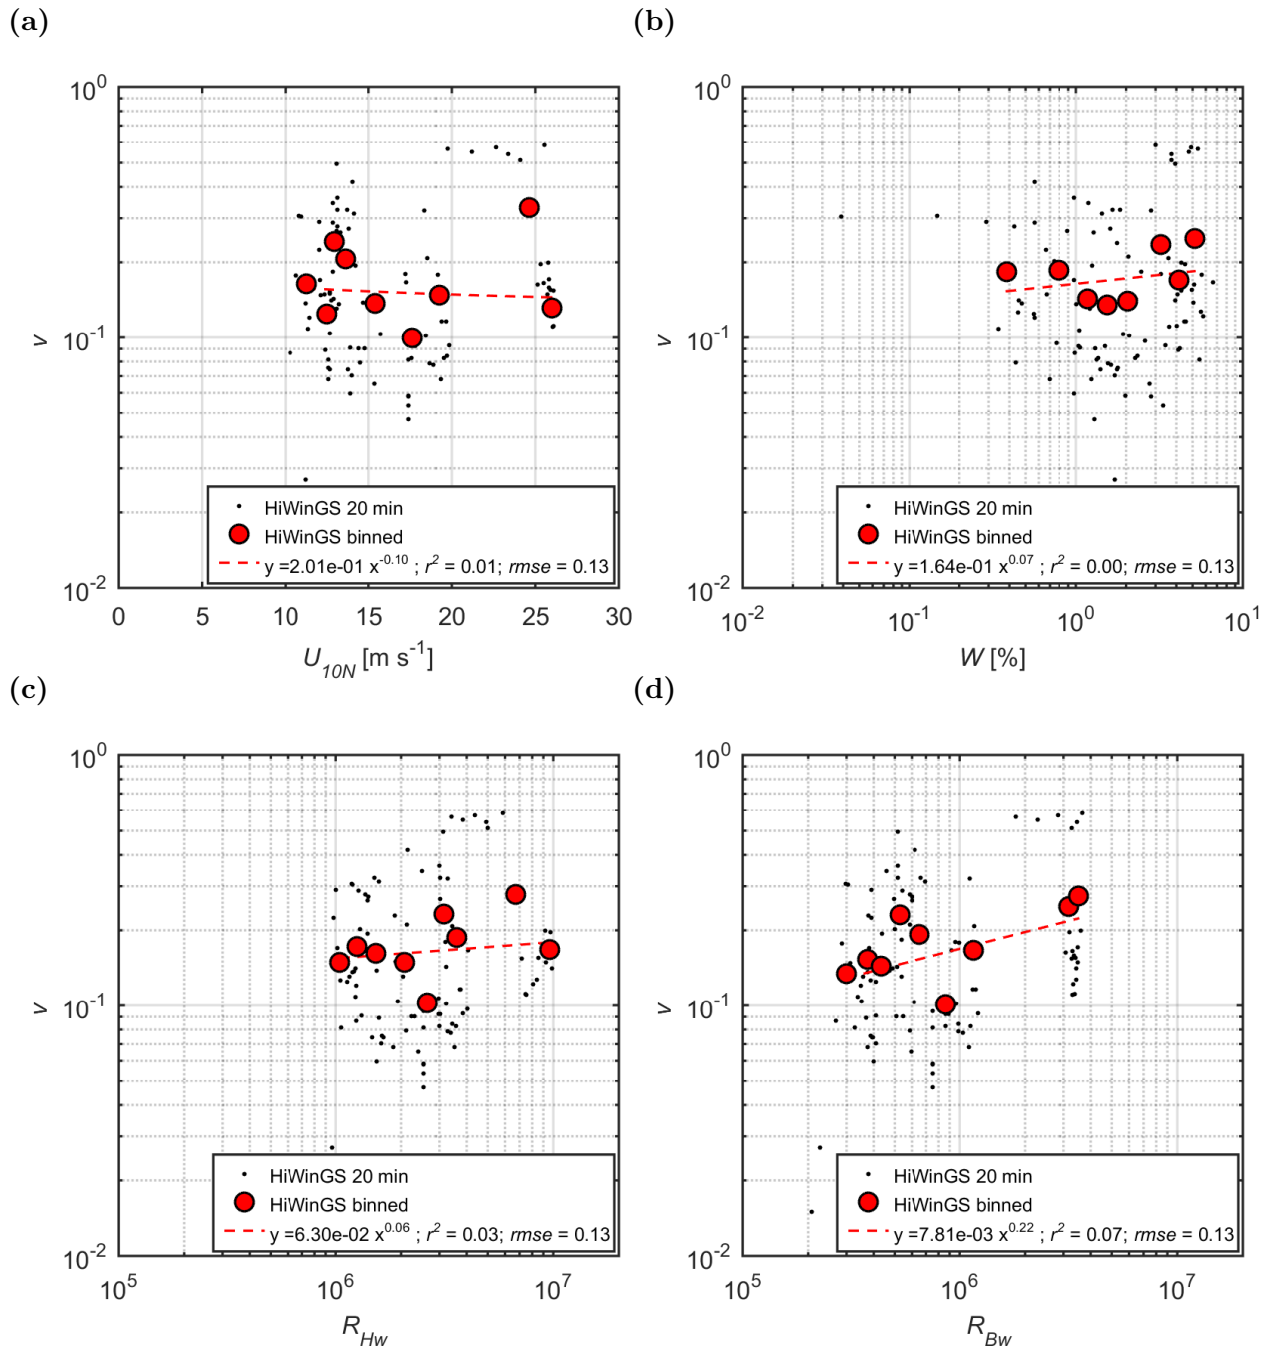 (a)
(b)
10^0
10^-1
10^-2
ν
0 5 10 15 20 25 30
U_10N [m s^-1]
HiWinGS 20 min
HiWinGS binned
y =2.01e-01 x^-0.10 ; r^2 = 0.01; rmse = 0.13
10^0
10^-1
10^-2
ν
10^-2 10^-1 10^0 10^1
W [%]
HiWinGS 20 min
HiWinGS binned
y =1.64e-01 x^0.07 ; r^2 = 0.00; rmse = 0.13
(c)
(d)
10^0
10^-1
10^-2
ν
10^5 10^6 10^7
R_Hw
HiWinGS 20 min
HiWinGS binned
y =6.30e-02 x^0.06 ; r^2 = 0.03; rmse = 0.13
10^0
10^-1
10^-2
ν
10^5 10^6 10^7
R_Bw
HiWinGS 20 min
HiWinGS binned
y =7.81e-03 x^0.22 ; r^2 = 0.07; rmse = 0.13